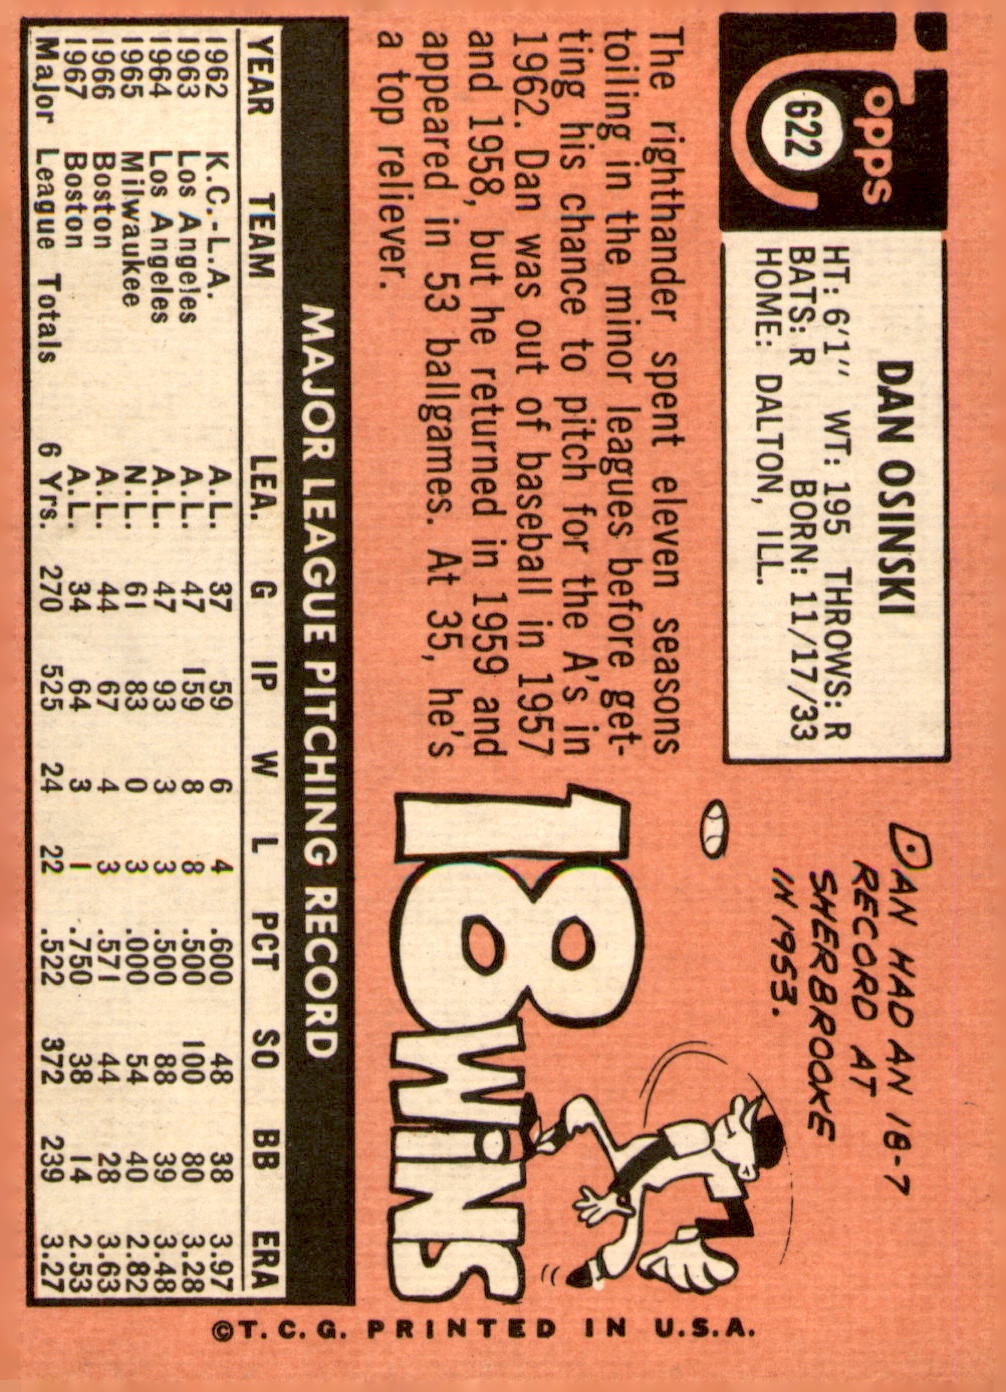 Topps
622
DAN OSINSKI
HT: 6'1" WT: 195 THROWS: R
BATS: R BORN: 11/17/33
HOME: DALTON, ILL.
The righthander spent eleven seasons
toiling in the minor leagues before get-
ting his chance to pitch for the A's in
1962. Dan was out of baseball in 1957
and 1958, but he returned in 1959 and
appeared in 53 ballgames. At 35, he's
a top reliever.
DAN HAD AN 18-7
RECORD AT
SHERBROOKE
IN 1953.
18 WINS
MAJOR LEAGUE PITCHING RECORD
YEAR TEAM LEA. G IP W L PCT SO BB ERA
1962 K.C.-L.A. A.L. 37 59 6 4 .600 48 38 3.97
1963 Los Angeles A.L. 47 159 8 8 .500 100 80 3.28
1964 Los Angeles A.L. 47 93 3 3 .500 88 39 3.48
1965 Milwaukee N.L. 61 83 0 3 .000 54 40 2.82
1966 Boston A.L. 44 67 4 3 .571 44 28 3.63
1967 Boston A.L. 34 64 3 1 .750 38 14 2.53
Major League Totals 6 Yrs. 270 525 24 22 .522 372 239 3.27
©T.C.G. PRINTED IN U.S.A.